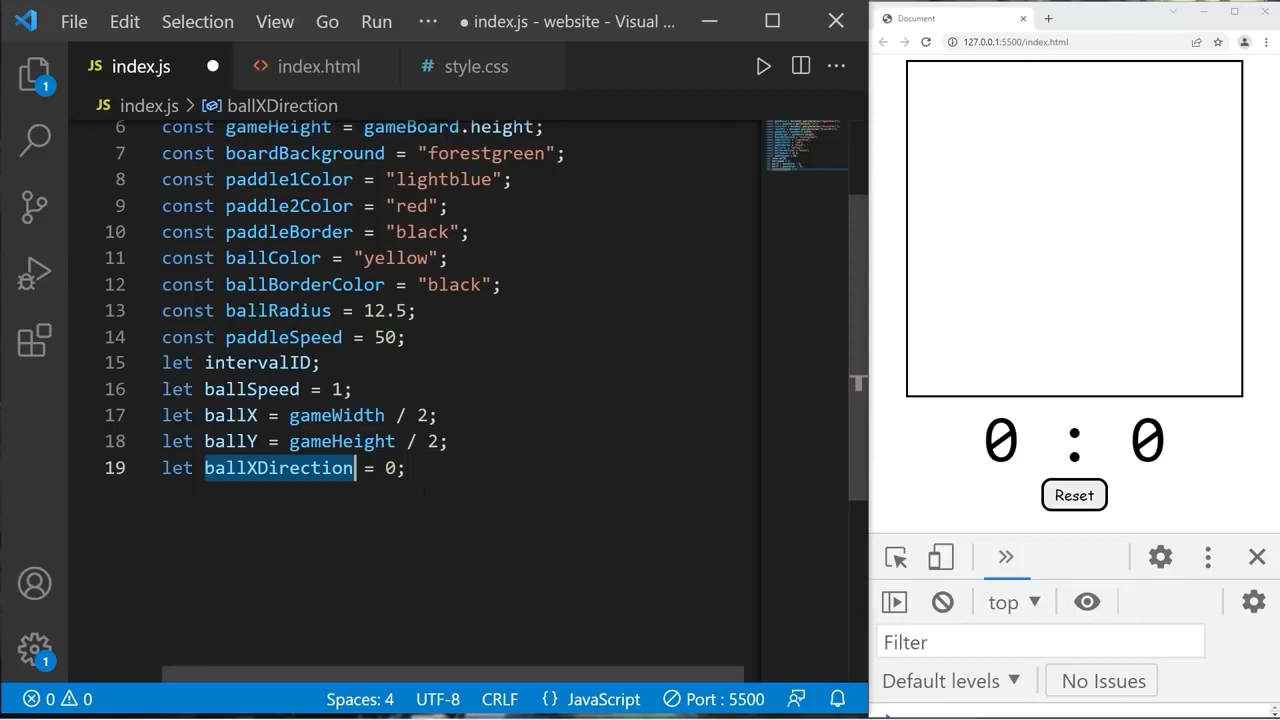 File Edit Selection View Go Run ··· ● index.js - website - Visual ...
JS index.js ● <> index.html # style.css
JS index.js > ballXDirection
6 const gameHeight = gameBoard.height;
7 const boardBackground = "forestgreen";
8 const paddle1Color = "lightblue";
9 const paddle2Color = "red";
10 const paddleBorder = "black";
11 const ballColor = "yellow";
12 const ballBorderColor = "black";
13 const ballRadius = 12.5;
14 const paddleSpeed = 50;
15 let intervalID;
16 let ballSpeed = 1;
17 let ballX = gameWidth / 2;
18 let ballY = gameHeight / 2;
19 let ballXDirection = 0;
1
1
0 0 Spaces: 4 UTF-8 CRLF {} JavaScript Port : 5500
Document
127.0.0.1:5500/index.html
0 : 0
Reset
top
Filter
Default levels No Issues